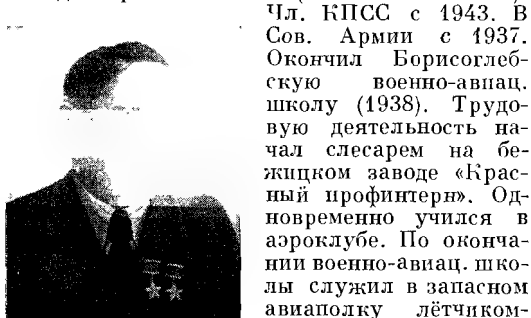 Чл. КПСС с 1943. В
Сов. Армии с 1937.
Окончил Борисоглеб-
скую военно-авиац.
школу (1938). Трудо-
вую деятельность на-
чал слесарем на бе-
жицком заводе «Крас-
ный профинтерн». Од-
новременно учился в
аэроклубе. По оконча-
нии военно-авиац. шко-
лы служил в запасном
авиаполку лётчиком-